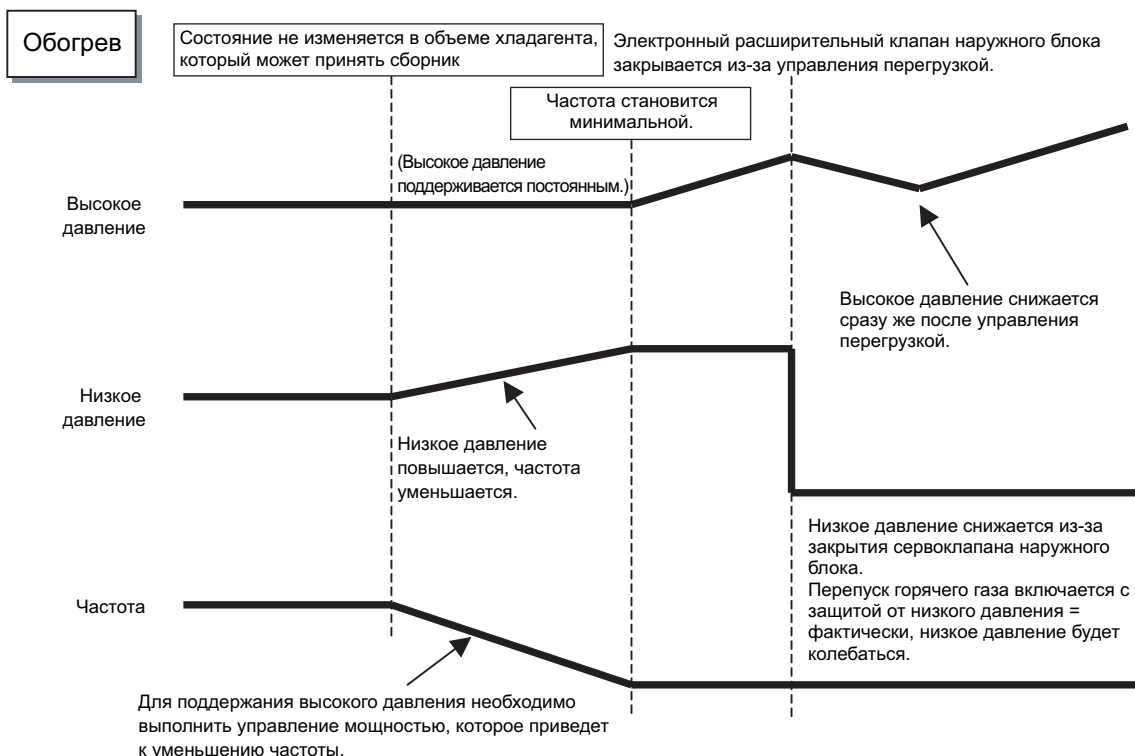 Обогрев
Состояние не изменяется в объеме хладагента,
который может принять сборник
Электронный расширительный клапан наружного блока
закрывается из-за управления перегрузкой.
Частота становится
минимальной.
(Высокое давление
поддерживается постоянным.)
Высокое
давление
Высокое давление снижается
сразу же после управления
перегрузкой.
Низкое
давление
Низкое давление
повышается, частота
уменьшается.
Низкое давление снижается из-за
закрытия сервоклапана наружного
блока.
Перепуск горячего газа включается с
защитой от низкого давления =
фактически, низкое давление будет
колебаться.
Частота
Для поддержания высокого давления необходимо
выполнить управление мощностью, которое приведет
к уменьшению частоты.